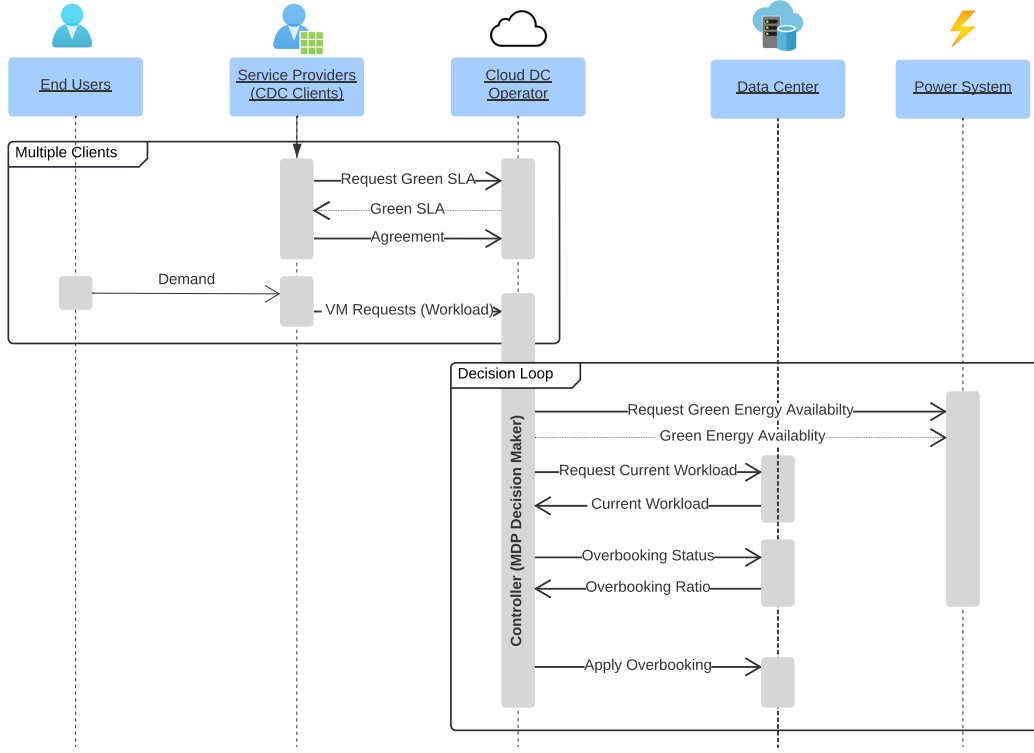 End Users
Service Providers
(CDC Clients)
Cloud DC
Operator
Data Center
Power System
Multiple Clients
Request Green SLA
Green SLA
Agreement
Demand
VM Requests (Workload)
Decision Loop
Controller (MDP Decision Maker)
Request Green Energy Availabilty
Green Energy Availablity
Request Current Workload
Current Workload
Overbooking Status
Overbooking Ratio
Apply Overbooking